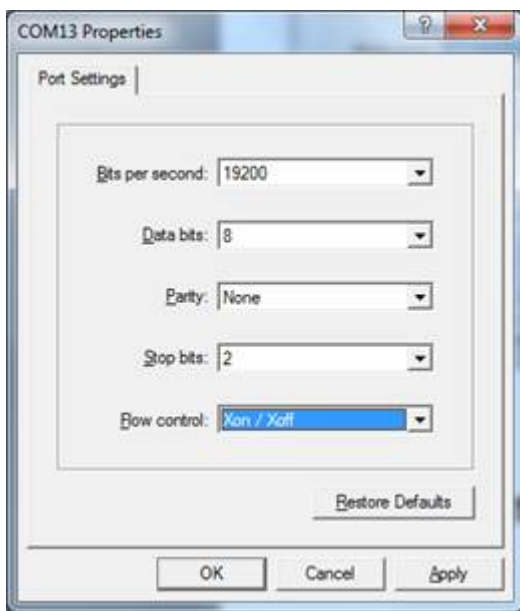 COM13 Properties
?
Port Settings
Bits per second: 19200
Data bits: 8
Parity: None
Stop bits: 2
Flow control: Xon / Xoff
Restore Defaults
OK Cancel Apply